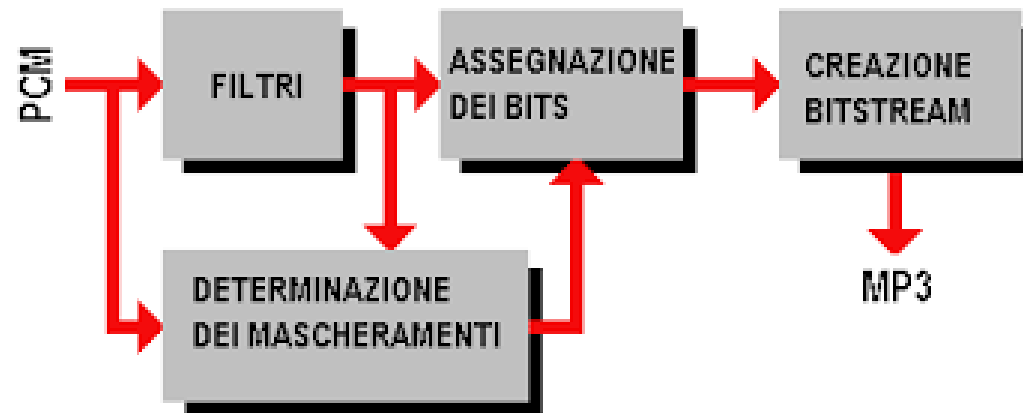 PCM
FILTRI
ASSEGNAZIONE
DEI BITS
CREAZIONE
BITSTREAM
DETERMINAZIONE
DEI MASCHERAMENTI
MP3